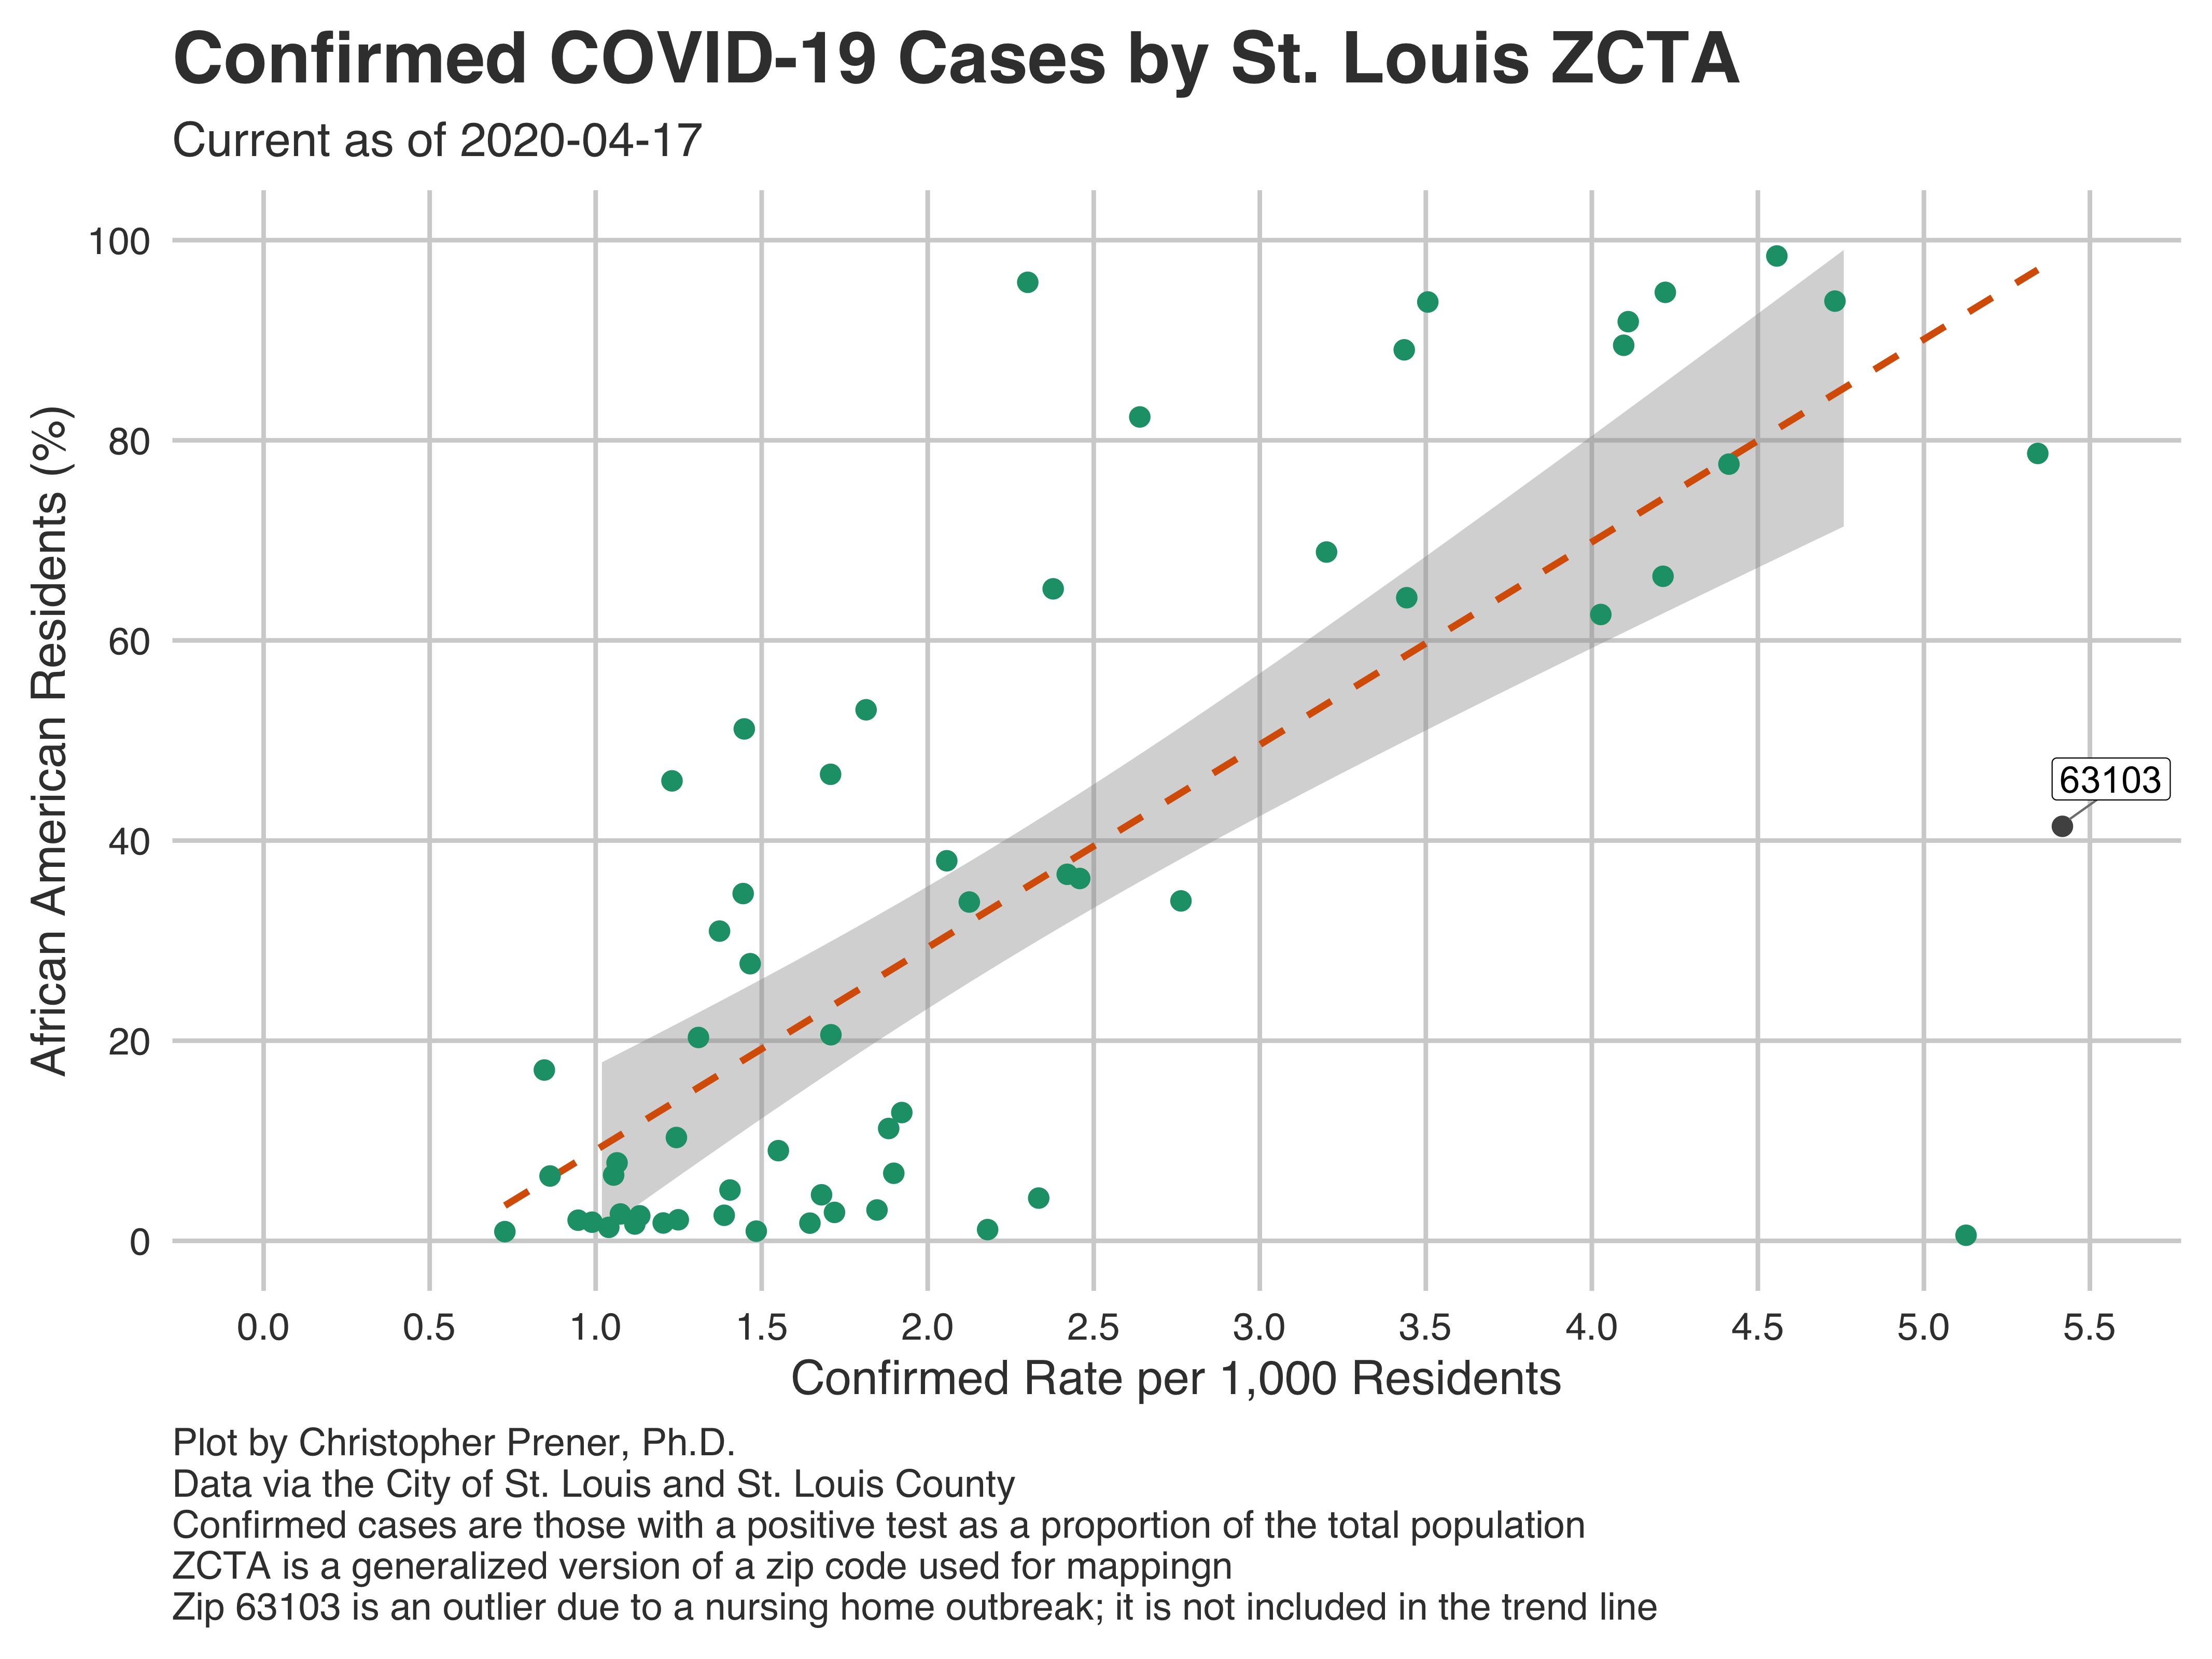 Confirmed COVID-19 Cases by St. Louis ZCTA
Current as of 2020-04-17
African American Residents (%)
100
80
60
40
20
0
63103
0.0 0.5 1.0 1.5 2.0 2.5 3.0 3.5 4.0 4.5 5.0 5.5
Confirmed Rate per 1,000 Residents
Plot by Christopher Prener, Ph.D.
Data via the City of St. Louis and St. Louis County
Confirmed cases are those with a positive test as a proportion of the total population
ZCTA is a generalized version of a zip code used for mappingn
Zip 63103 is an outlier due to a nursing home outbreak; it is not included in the trend line